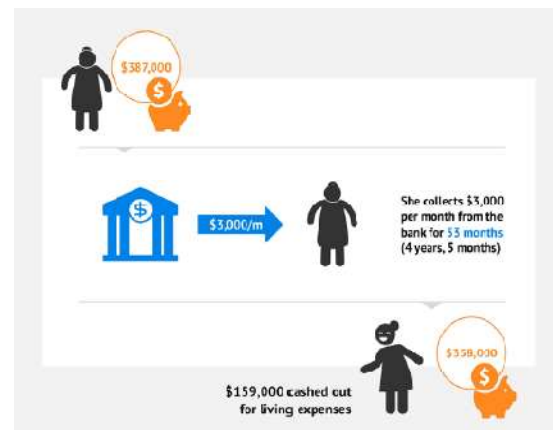 $387,000
$
$
$3,000/m
She collects $3,000
per month from the
bank for 53 months
(4 years, 5 months)
$159,000 cashed out
for living expenses
$